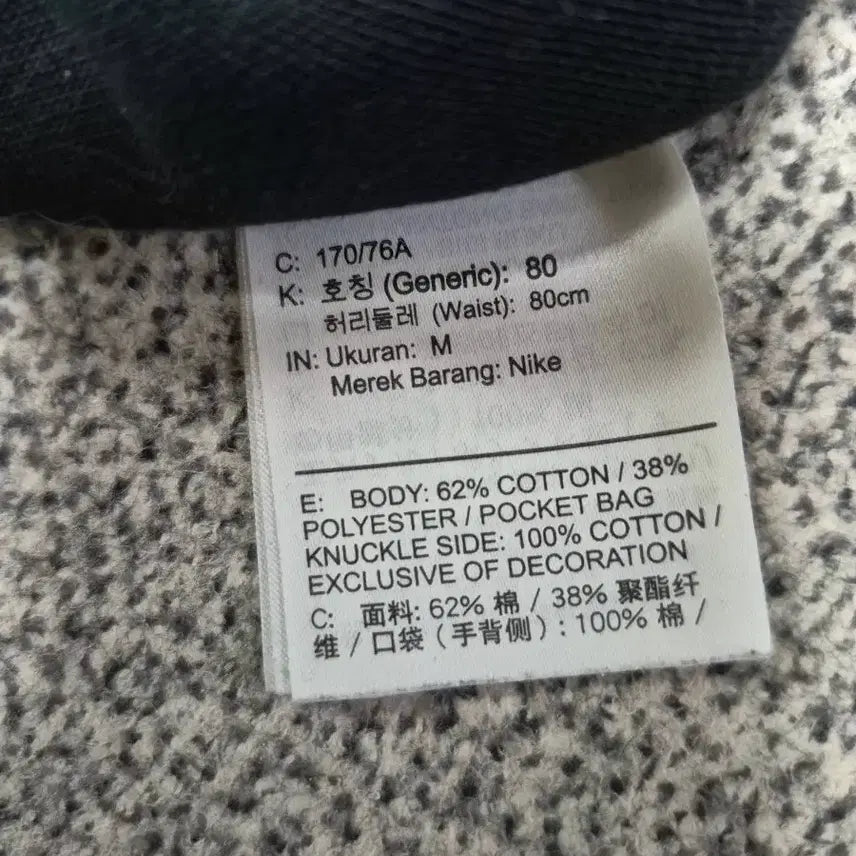 C: 170/76A
K: 호칭 (Generic): 80
허리둘레 (Waist): 80cm
IN: Ukuran: M
Merek Barang: Nike
E: BODY: 62% COTTON / 38%
POLYESTER / POCKET BAG
KNUCKLE SIDE: 100% COTTON /
EXCLUSIVE OF DECORATION
C: 面料: 62% 棉 / 38% 聚酯纤
维 / 口袋（手背侧）: 100% 棉 /